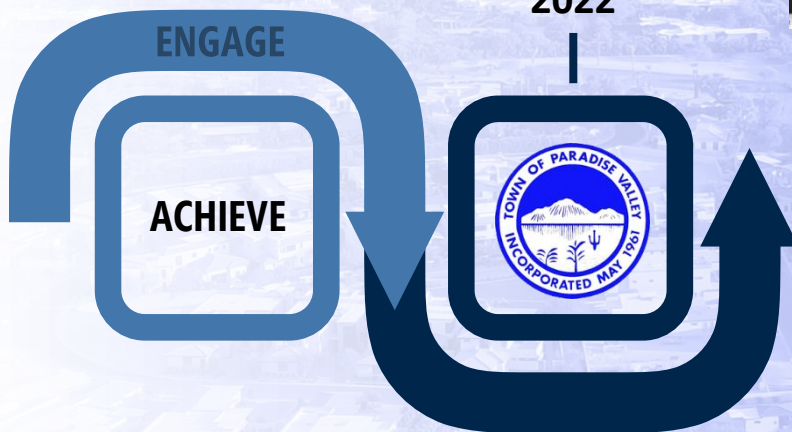 2022
ENGAGE
ACHIEVE
TOWN OF PARADISE VALLEY
INCORPORATED MAY 1961